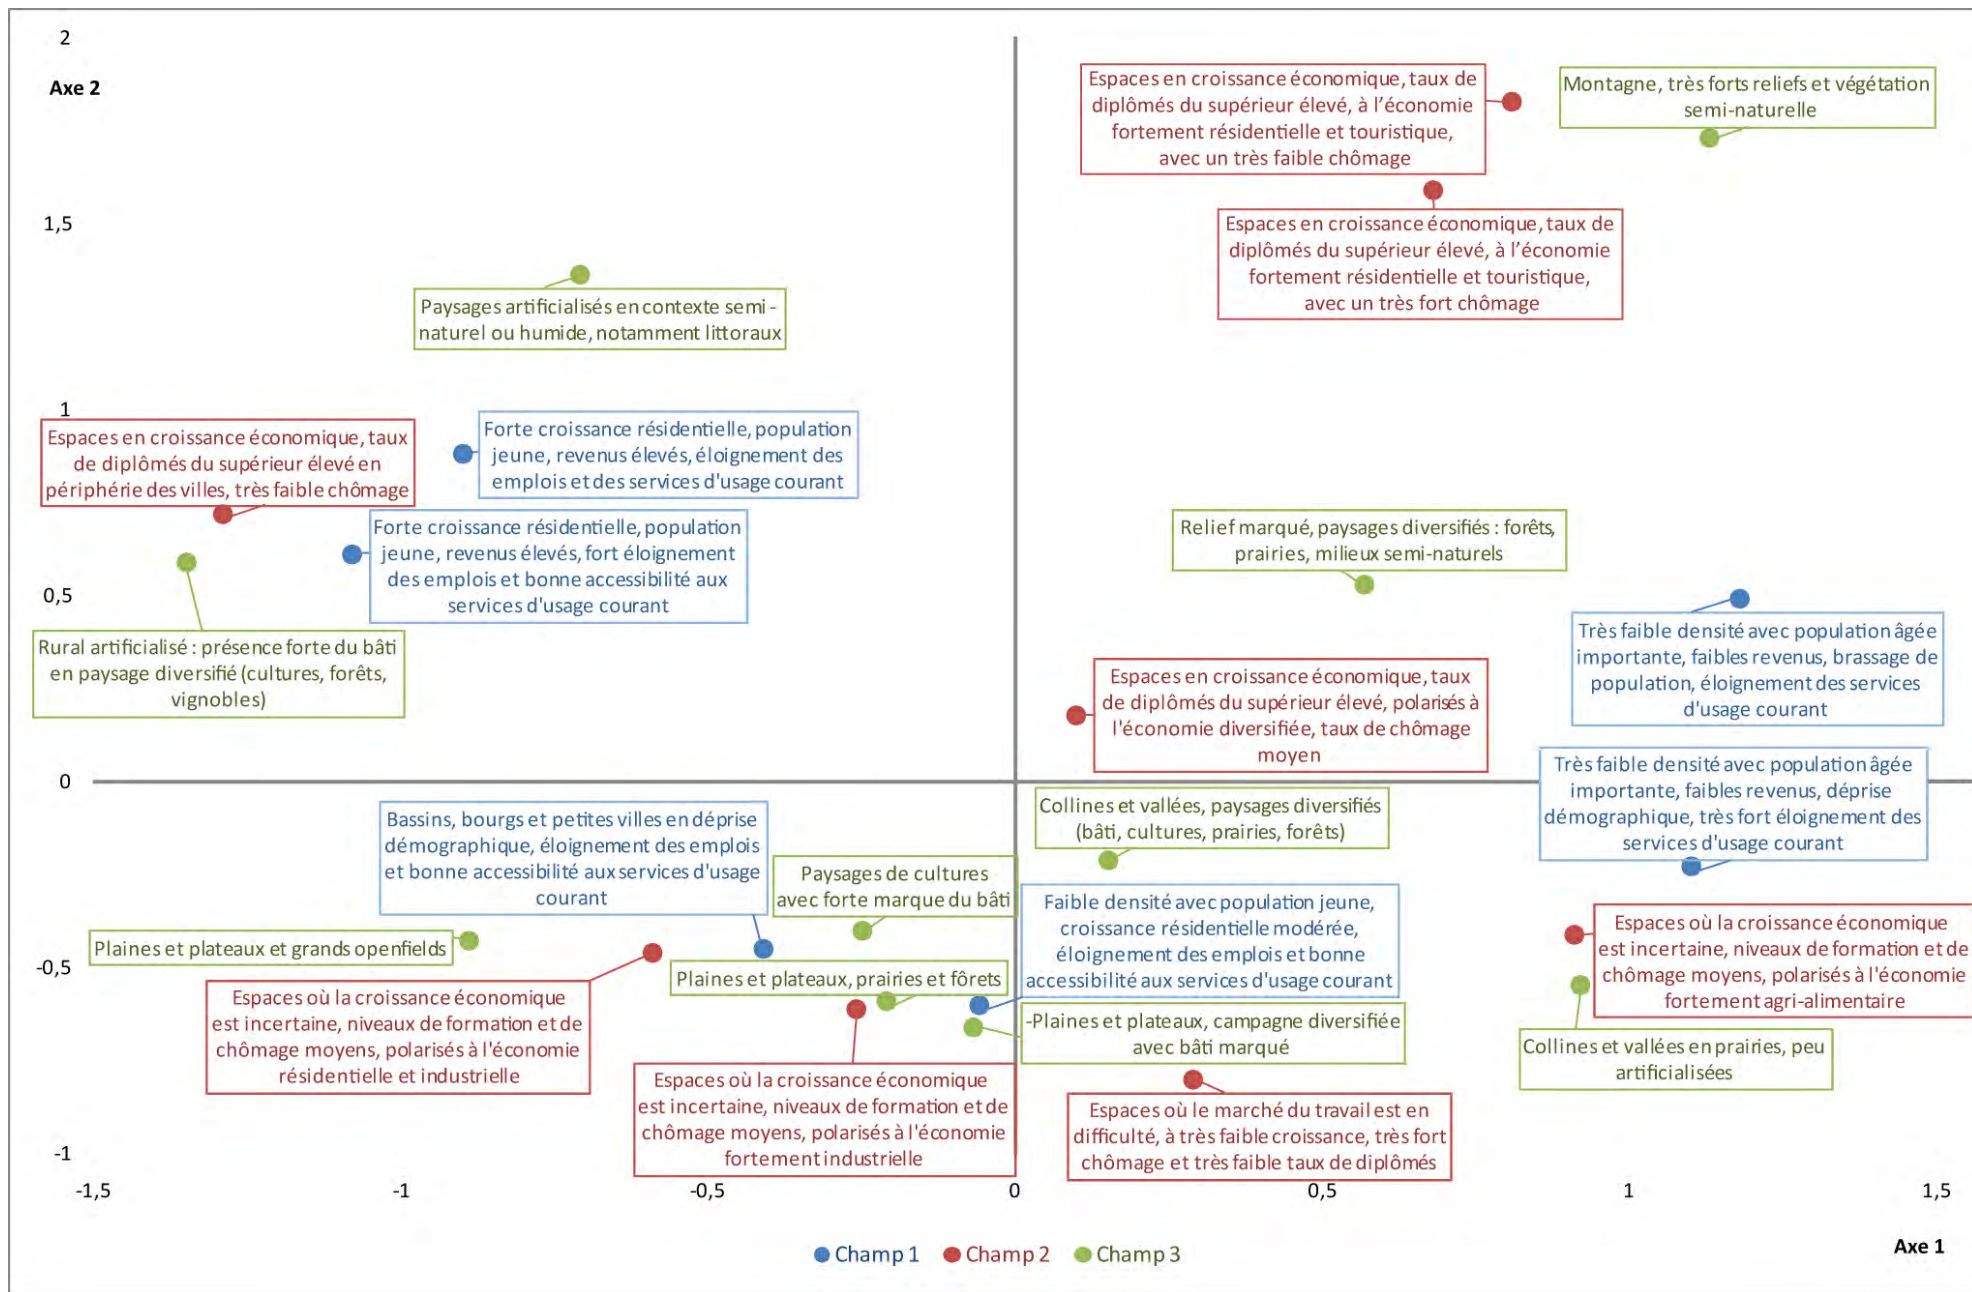 2
Axe 2
1,5
1
0,5
0
-0,5
-1
Espaces en croissance économique, taux de
diplômés du supérieur élevé, à l’économie
fortement résidentielle et touristique,
avec un très faible chômage
Montagne, très forts reliefs et végétation
semi-naturelle
Espaces en croissance économique, taux de
diplômés du supérieur élevé, à l’économie
fortement résidentielle et touristique,
avec un très fort chômage
Paysages artificialisés en contexte semi-
naturel ou humide, notamment littoraux
Espaces en croissance économique, taux
de diplômés du supérieur élevé en
périphérie des villes, très faible chômage
Forte croissance résidentielle, population
jeune, revenus élevés, éloignement des
emplois et des services d'usage courant
Forte croissance résidentielle, population
jeune, revenus élevés, fort éloignement
des emplois et bonne accessibilité aux
services d'usage courant
Relief marqué, paysages diversifiés : forêts,
prairies, milieux semi-naturels
Rural artificialisé : présence forte du bâti
en paysage diversifié (cultures, forêts,
vignobles)
Très faible densité avec population âgée
importante, faibles revenus, brassage de
population, éloignement des services
d'usage courant
Espaces en croissance économique, taux
de diplômés du supérieur élevé, polarisés à
l'économie diversifiée, taux de chômage
moyen
Très faible densité avec population âgée
importante, faibles revenus, déprise
démographique, très fort éloignement des
services d'usage courant
Bassins, bourgs et petites villes en déprise
démographique, éloignement des emplois
et bonne accessibilité aux services d'usage
courant
Collines et vallées, paysages diversifiés
(bâti, cultures, prairies, forêts)
Paysages de cultures
avec forte marque du bâti
Faible densité avec population jeune,
croissance résidentielle modérée,
éloignement des emplois et bonne
accessibilité aux services d'usage courant
Espaces où la croissance économique
est incertaine, niveaux de formation et de
chômage moyens, polarisés à l'économie
fortement agri-alimentaire
Plaines et plateaux et grands openfields
Plaines et plateaux, prairies et fôrets
Espaces où la croissance économique
est incertaine, niveaux de formation et de
chômage moyens, polarisés à l'économie
résidentielle et industrielle
-Plaines et plateaux, campagne diversifiée
avec bâti marqué
Collines et vallées en prairies, peu
artificialisées
Espaces où la croissance économique
est incertaine, niveaux de formation et de
chômage moyens, polarisés à l'économie
fortement industrielle
Espaces où le marché du travail est en
difficulté, à très faible croissance, très fort
chômage et très faible taux de diplômés
-1,5 -1 -0,5 0 0,5 1 1,5
Axe 1
Champ 1 Champ 2 Champ 3